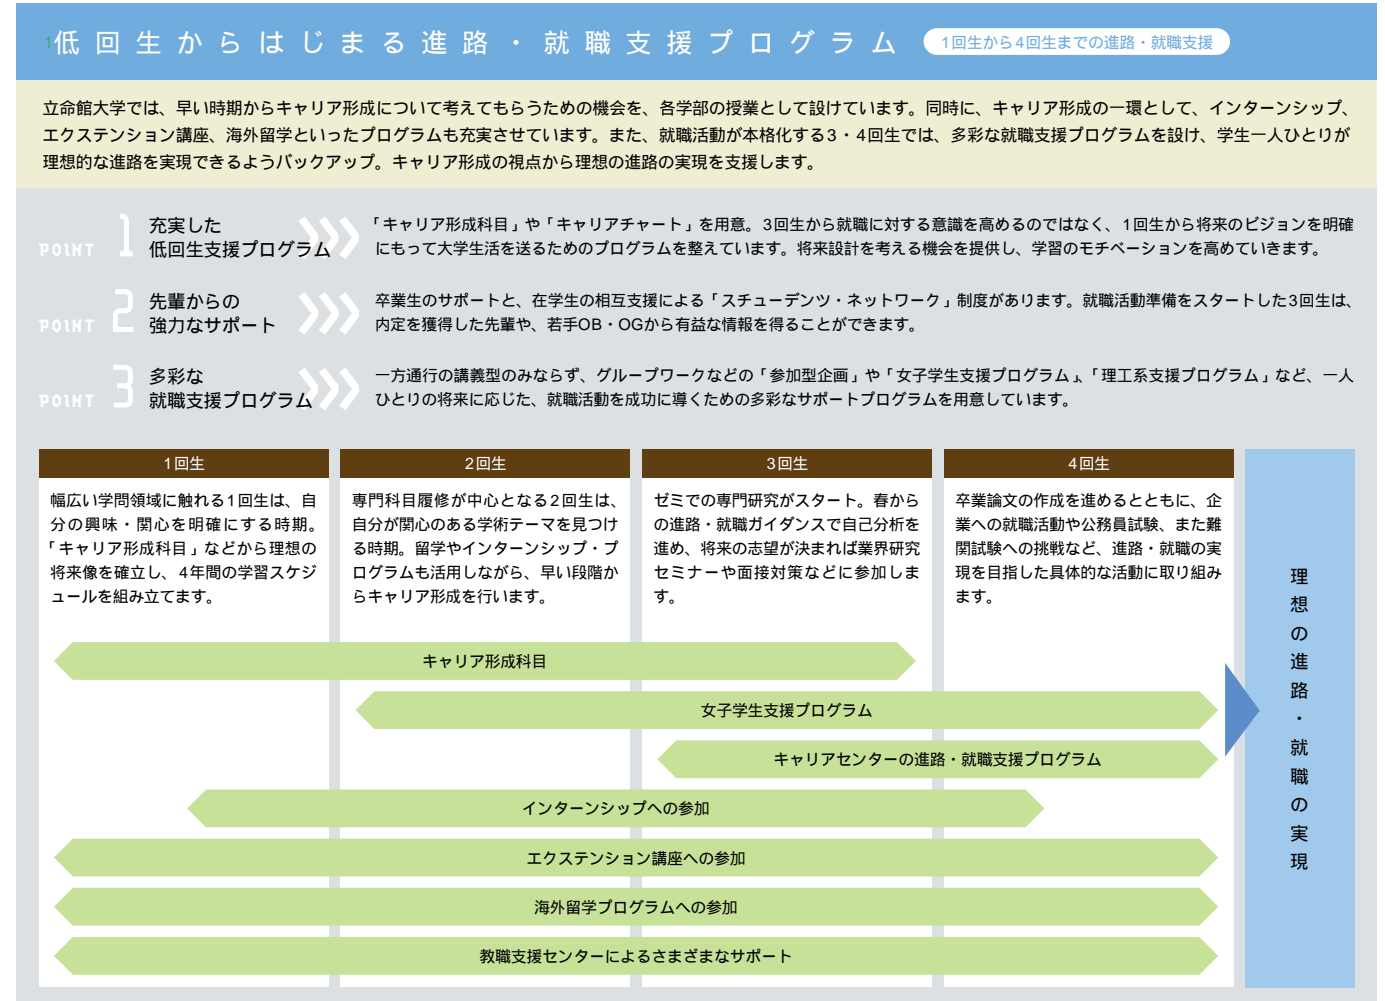 1低回生からはじまる進路・就職支援プログラム
1回生から4回生までの進路・就職支援
立命館大学では、早い時期からキャリア形成について考えてもらうための機会を、各学部の授業として設けています。同時に、キャリア形成の一環として、インターンシップ、
エクステンション講座、海外留学といったプログラムも充実させています。また、就職活動が本格化する3・4回生では、多彩な就職支援プログラムを設け、学生一人ひとりが
理想的な進路を実現できるようバックアップ。キャリア形成の視点から理想の進路の実現を支援します。
POINT 1
充実した
低回生支援プログラム
「キャリア形成科目」や「キャリアチャート」を用意。3回生から就職に対する意識を高めるのではなく、1回生から将来のビジョンを明確
にもって大学生活を送るためのプログラムを整えています。将来設計を考える機会を提供し、学習のモチベーションを高めていきます。
POINT 2
先輩からの
強力なサポート
卒業生のサポートと、在学生の相互支援による「スチューデンツ・ネットワーク」制度があります。就職活動準備をスタートした3回生は、
内定を獲得した先輩や、若手OB・OGから有益な情報を得ることができます。
POINT 3
多彩な
就職支援プログラム
一方通行の講義型のみならず、グループワークなどの「参加型企画」や「女子学生支援プログラム」、「理工系支援プログラム」など、一人
ひとりの将来に応じた、就職活動を成功に導くための多彩なサポートプログラムを用意しています。
1回生
幅広い学問領域に触れる1回生は、自
分の興味・関心を明確にする時期。
「キャリア形成科目」などから理想の
将来像を確立し、4年間の学習スケジ
ュールを組み立てます。
2回生
専門科目履修が中心となる2回生は、
自分が関心のある学術テーマを見つけ
る時期。留学やインターンシップ・プ
ログラムも活用しながら、早い段階か
らキャリア形成を行います。
3回生
ゼミでの専門研究がスタート。春から
の進路・就職ガイダンスで自己分析を
進め、将来の志望が決まれば業界研究
セミナーや面接対策などに参加しま
す。
4回生
卒業論文の作成を進めるとともに、企
業への就職活動や公務員試験、また難
関試験への挑戦など、進路・就職の実
現を目指した具体的な活動に取り組み
ます。
キャリア形成科目
女子学生支援プログラム
キャリアセンターの進路・就職支援プログラム
インターンシップへの参加
エクステンション講座への参加
海外留学プログラムへの参加
教職支援センターによるさまざまなサポート
理想の進路・就職の実現